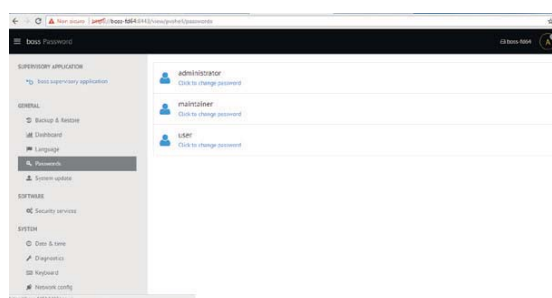 Non sicuro
boss Password
boss-fd64
A
SUPERVISORY APPLICATION
boss supervisory application
GENERAL
Backup & Restore
Dashboard
Language
Passwords
System update
SOFTWARE
Security services
SYSTEM
Date & time
Diagnostics
Keyboard
Network config
administrator
Click to change password
maintainer
Click to change password
user
Click to change password